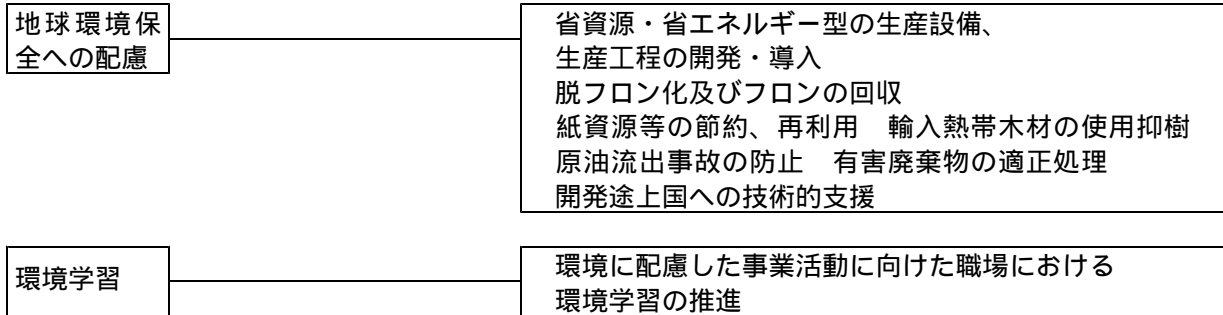 地球環境保
全への配慮
省資源・省エネルギー型の生産設備、
生産工程の開発・導入
脱フロン化及びフロンの回収
紙資源等の節約、再利用　輸入熱帯木材の使用抑樹
原油流出事故の防止　有害廃棄物の適正処理
開発途上国への技術的支援
環境学習
環境に配慮した事業活動に向けた職場における
環境学習の推進